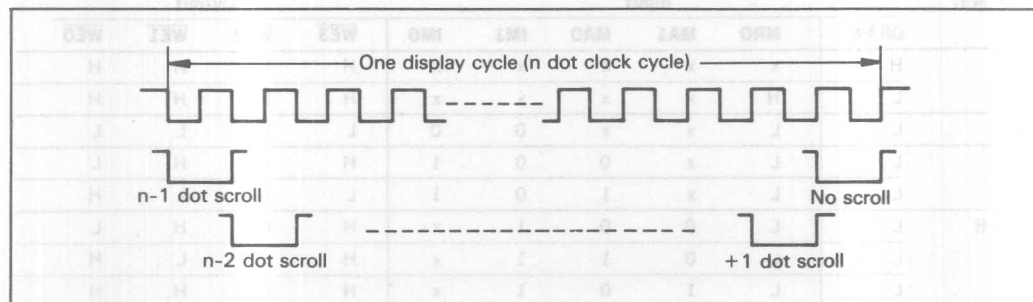 One display cycle (n dot clock cycle)
n-1 dot scroll
No scroll
n-2 dot scroll
+1 dot scroll